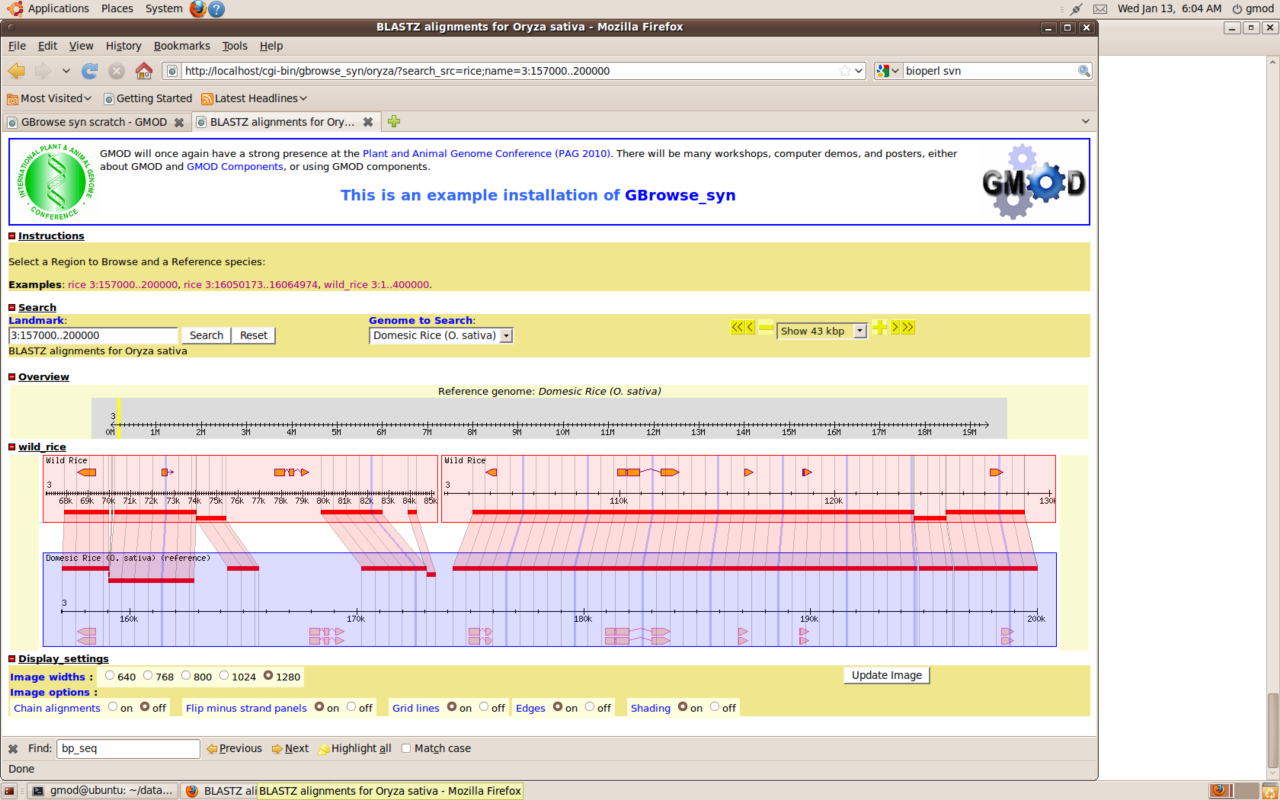 Applications Places System Wed Jan 13, 6:04 AM gmod
BLASTZ alignments for Oryza sativa - Mozilla Firefox
File Edit View History Bookmarks Tools Help
http://localhost/cgi-bin/gbrowse_syn/oryza/?search_src=rice;name=3:157000..200000 bioperl svn
Most Visited Getting Started Latest Headlines
GBrowse syn scratch - GMOD BLASTZ alignments for Ory...
INTERNATIONAL PLANT & ANIMAL GENOME · CONFERENCE ·
GMOD will once again have a strong presence at the Plant and Animal Genome Conference (PAG 2010). There will be many workshops, computer demos, and posters, either
about GMOD and GMOD Components, or using GMOD components.
This is an example installation of GBrowse_syn
GMOD
Instructions
Select a Region to Browse and a Reference species:
Examples: rice 3:157000..200000, rice 3:16050173..16064974, wild_rice 3:1..400000.
Search
Landmark: Genome to Search:
3:157000..200000 Search Reset Domestic Rice (O. sativa) Show 43 kbp
BLASTZ alignments for Oryza sativa
Overview
Reference genome: Domesic Rice (O. sativa)
3
0M 1M 2M 3M 4M 5M 6M 7M 8M 9M 10M 11M 12M 13M 14M 15M 16M 17M 18M 19M
wild_rice
Wild Rice Wild Rice
3 3
68k 69k 70k 71k 72k 73k 74k 75k 76k 77k 78k 79k 80k 81k 82k 83k 84k 85k 110k 120k 130k
Domesic Rice (O. sativa) (reference)
3
160k 170k 180k 190k 200k
Display_settings
Image widths : 640 768 800 1024 1280 Update Image
Image options :
Chain alignments on off Flip minus strand panels on off Grid lines on off Edges on off Shading on off
Find: bp_seq Previous Next Highlight all Match case
Done
gmod@ubuntu: ~/data... BLASTZ ali BLASTZ alignments for Oryza sativa - Mozilla Firefox